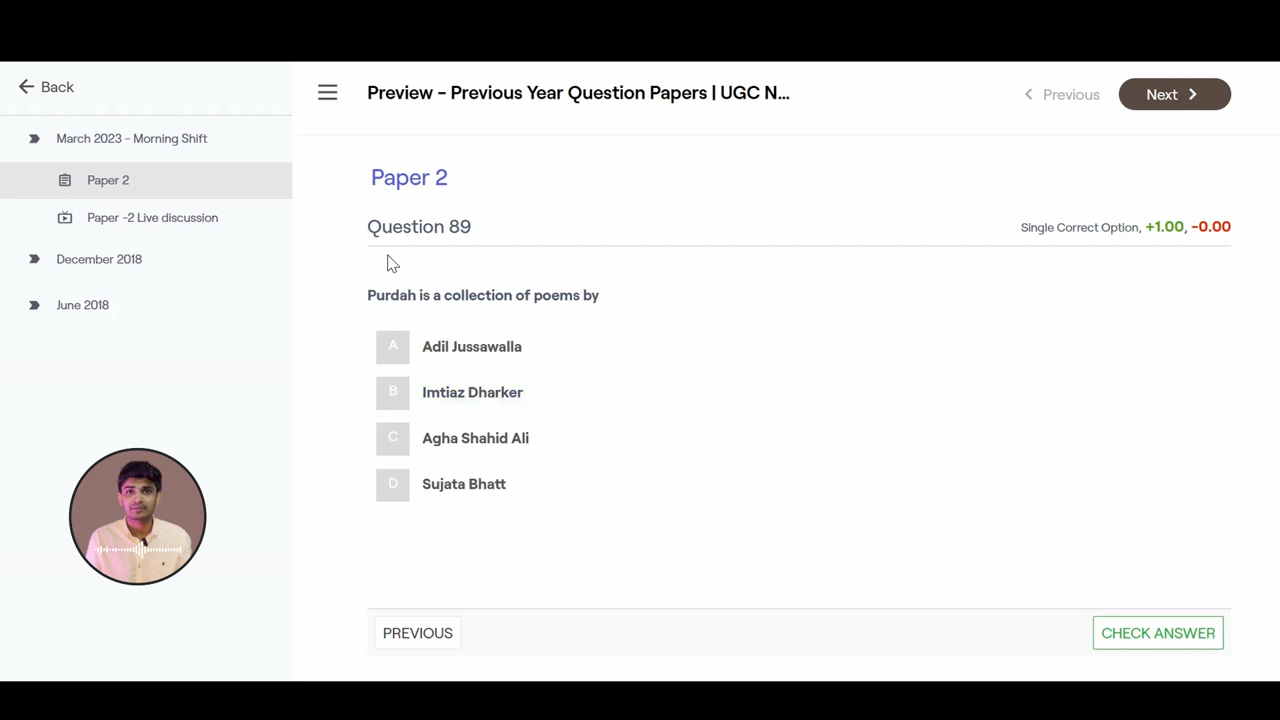 Back
Preview - Previous Year Question Papers | UGC N...
Previous
Next
March 2023 - Morning Shift
Paper 2
Paper -2 Live discussion
December 2018
June 2018
Paper 2
Question 89
Single Correct Option, +1.00, -0.00
Purdah is a collection of poems by
A Adil Jussawalla
B Imtiaz Dharker
C Agha Shahid Ali
D Sujata Bhatt
PREVIOUS
CHECK ANSWER